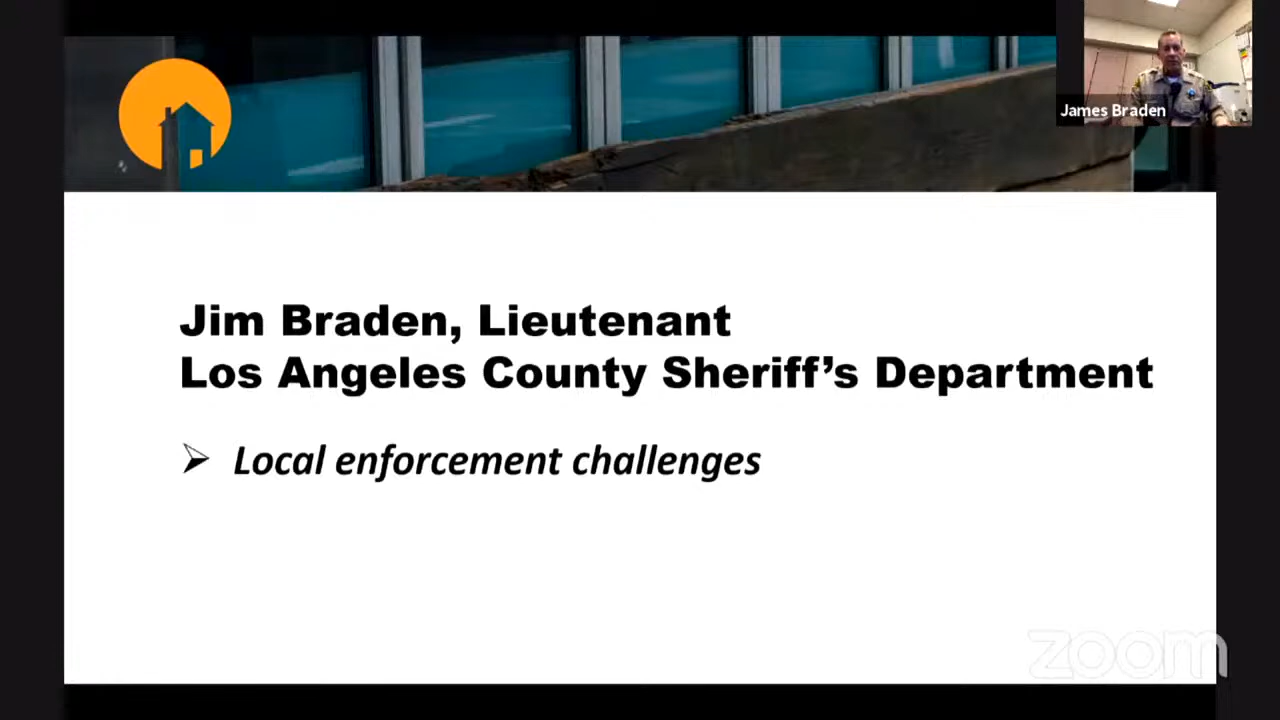 James Braden
Jim Braden, Lieutenant
Los Angeles County Sheriff’s Department
Local enforcement challenges
zoom